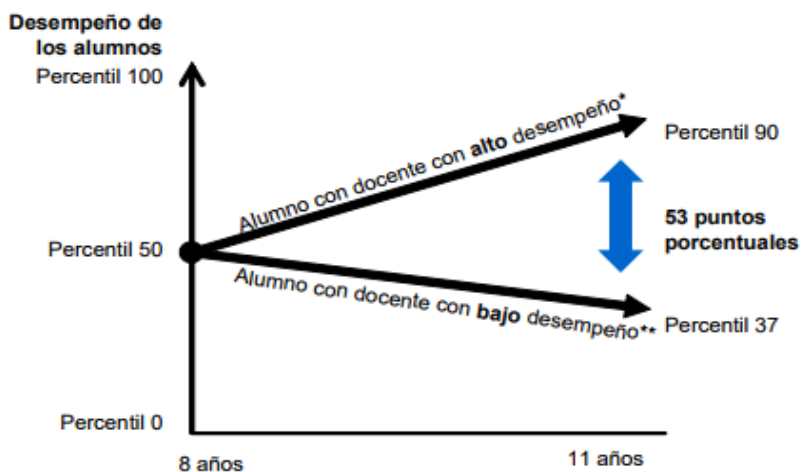 Desempeño de
los alumnos
Percentil 100
Alumno con docente con alto desempeño*
Percentil 90
53 puntos
porcentuales
Percentil 50
Alumno con docente con bajo desempeño**
Percentil 37
Percentil 0
8 años
11 años